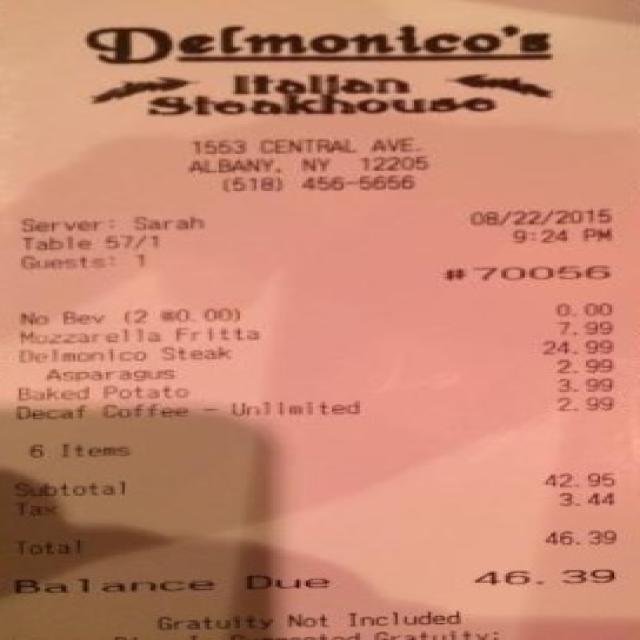 Delmonico's
Italian
Steakhouse
1553 CENTRAL AVE.
ALBANY, NY 12205
(518) 456-5656
Server: Sarah 08/22/2015
Table 57/1 9:24 PM
Guests: 1
#70056
No Bev (2 @0.00) 0.00
Mozzarella Fritta 7.99
Delmonico Steak 24.99
Asparagus 2.99
Baked Potato 3.99
Decaf Coffee - Unlimited 2.99
6 Items
Subtotal 42.95
Tax 3.44
Total 46.39
Balance Due 46.39
Gratuity Not Included
Suggested Gratuity: